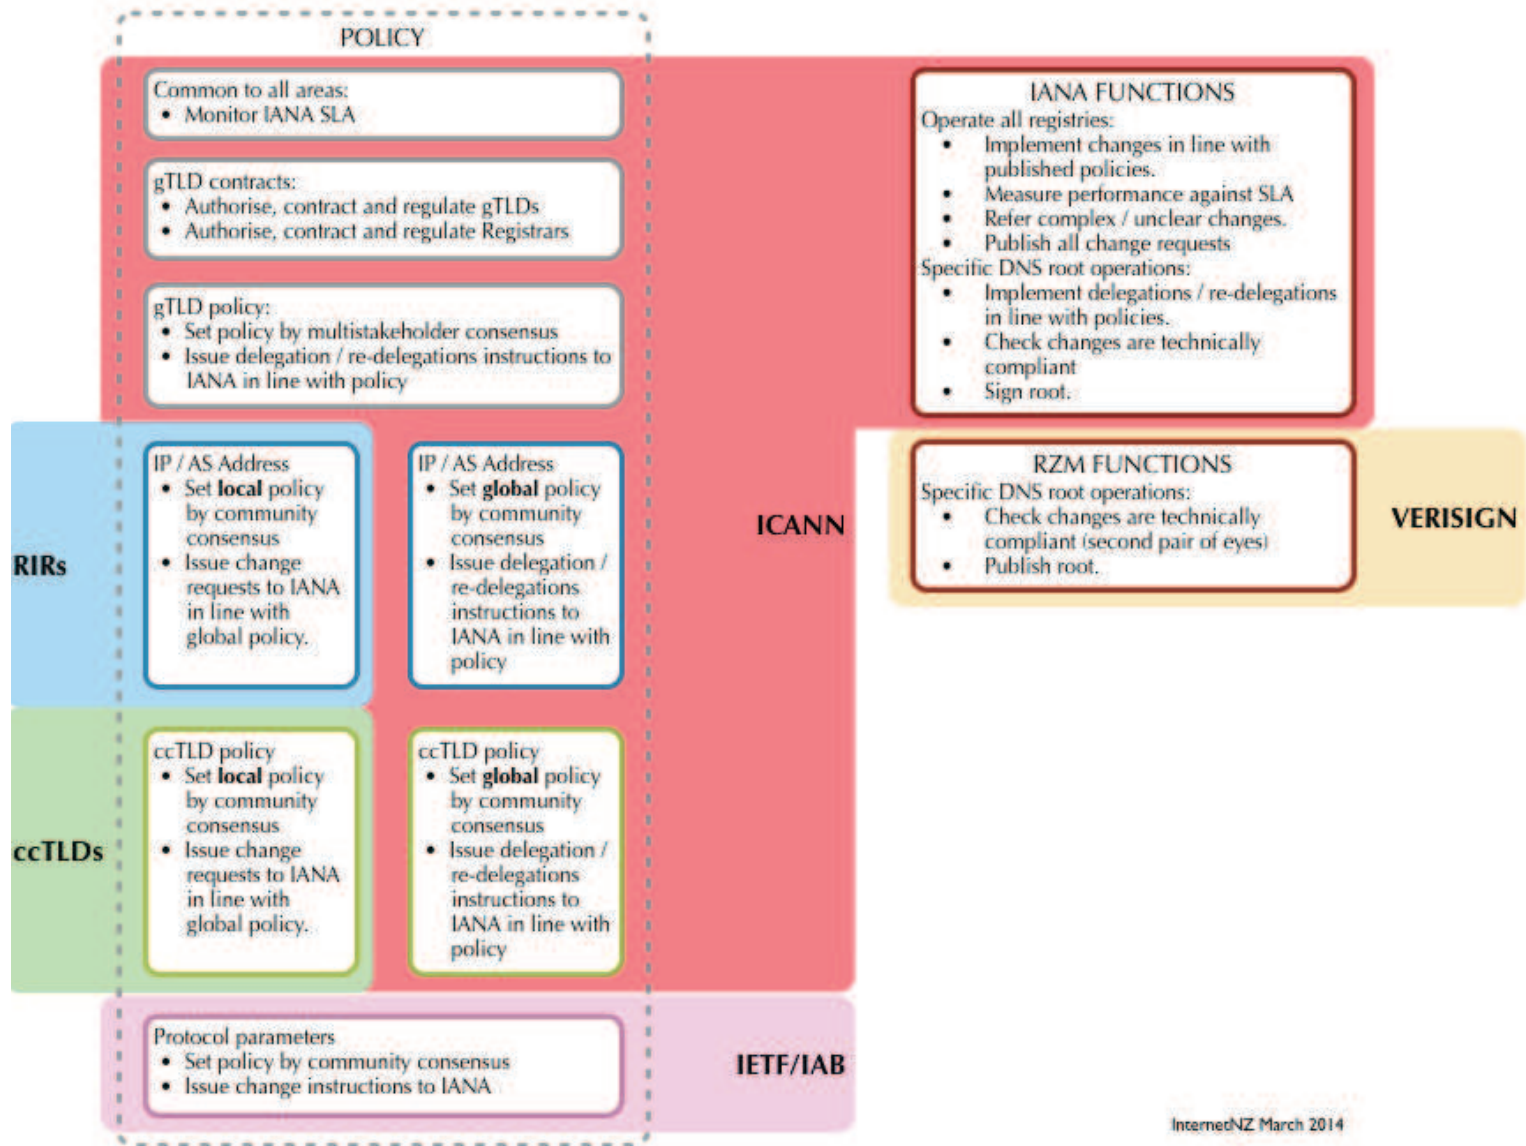 POLICY
Common to all areas:
• Monitor IANA SLA
gTLD contracts:
• Authorise, contract and regulate gTLDs
• Authorise, contract and regulate Registrars
gTLD policy:
• Set policy by multistakeholder consensus
• Issue delegation / re-delegations instructions to
IANA in line with policy
IANA FUNCTIONS
Operate all registries:
• Implement changes in line with
published policies.
• Measure performance against SLA
• Refer complex / unclear changes.
• Publish all change requests
Specific DNS root operations:
• Implement delegations / re-delegations
in line with policies.
• Check changes are technically
compliant
• Sign root.
RIRs
IP / AS Address
• Set local policy
by community
consensus
• Issue change
requests to IANA
in line with
global policy.
IP / AS Address
• Set global policy
by community
consensus
• Issue delegation /
re-delegations
instructions to
IANA in line with
policy
ICANN
RZM FUNCTIONS
Specific DNS root operations:
• Check changes are technically
compliant (second pair of eyes)
• Publish root.
VERISIGN
ccTLDs
ccTLD policy
• Set local policy
by community
consensus
• Issue change
requests to IANA
in line with
global policy.
ccTLD policy
• Set global policy
by community
consensus
• Issue delegation /
re-delegations
instructions to
IANA in line with
policy
Protocol parameters
• Set policy by community consensus
• Issue change instructions to IANA
IETF/IAB
InternetNZ March 2014